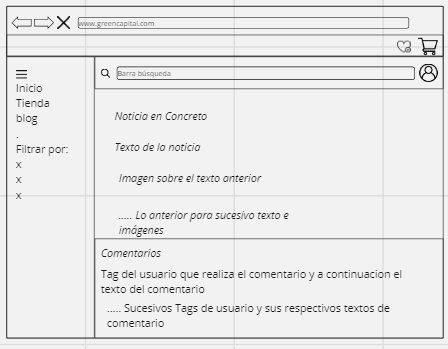 www.greencapital.com
Barra búsqueda
Inicio
Tienda
blog
.
Filtrar por:
x
x
x
Noticia en Concreto
Texto de la noticia
Imagen sobre el texto anterior
..... Lo anterior para sucesivo texto e
imágenes
Comentarios
Tag del usuario que realiza el comentario y a continuacion el
texto del comentario
..... Sucesivos Tags de usuario y sus respectivos textos de
comentario